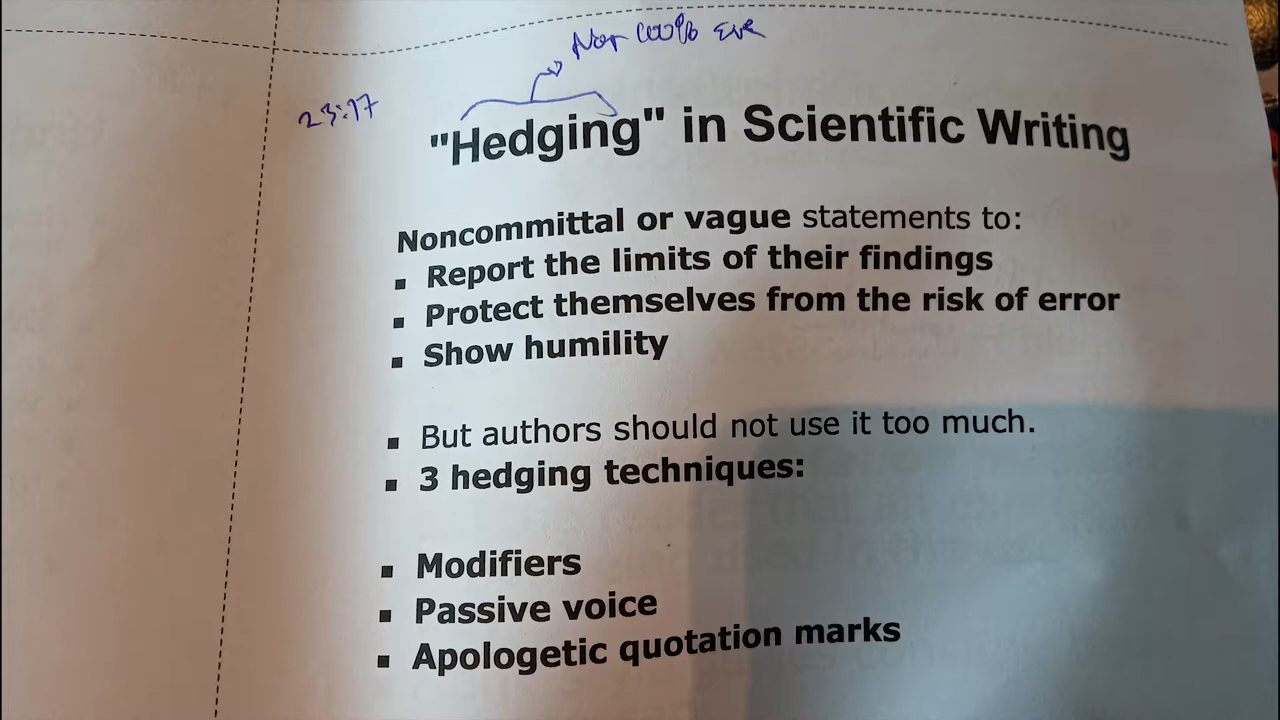 Not 100%
23:17
"Hedging" in Scientific Writing
Noncommittal or vague statements to:
▪ Report the limits of their findings
▪ Protect themselves from the risk of error
▪ Show humility
▪ But authors should not use it too much.
▪ 3 hedging techniques:
▪ Modifiers
▪ Passive voice
▪ Apologetic quotation marks